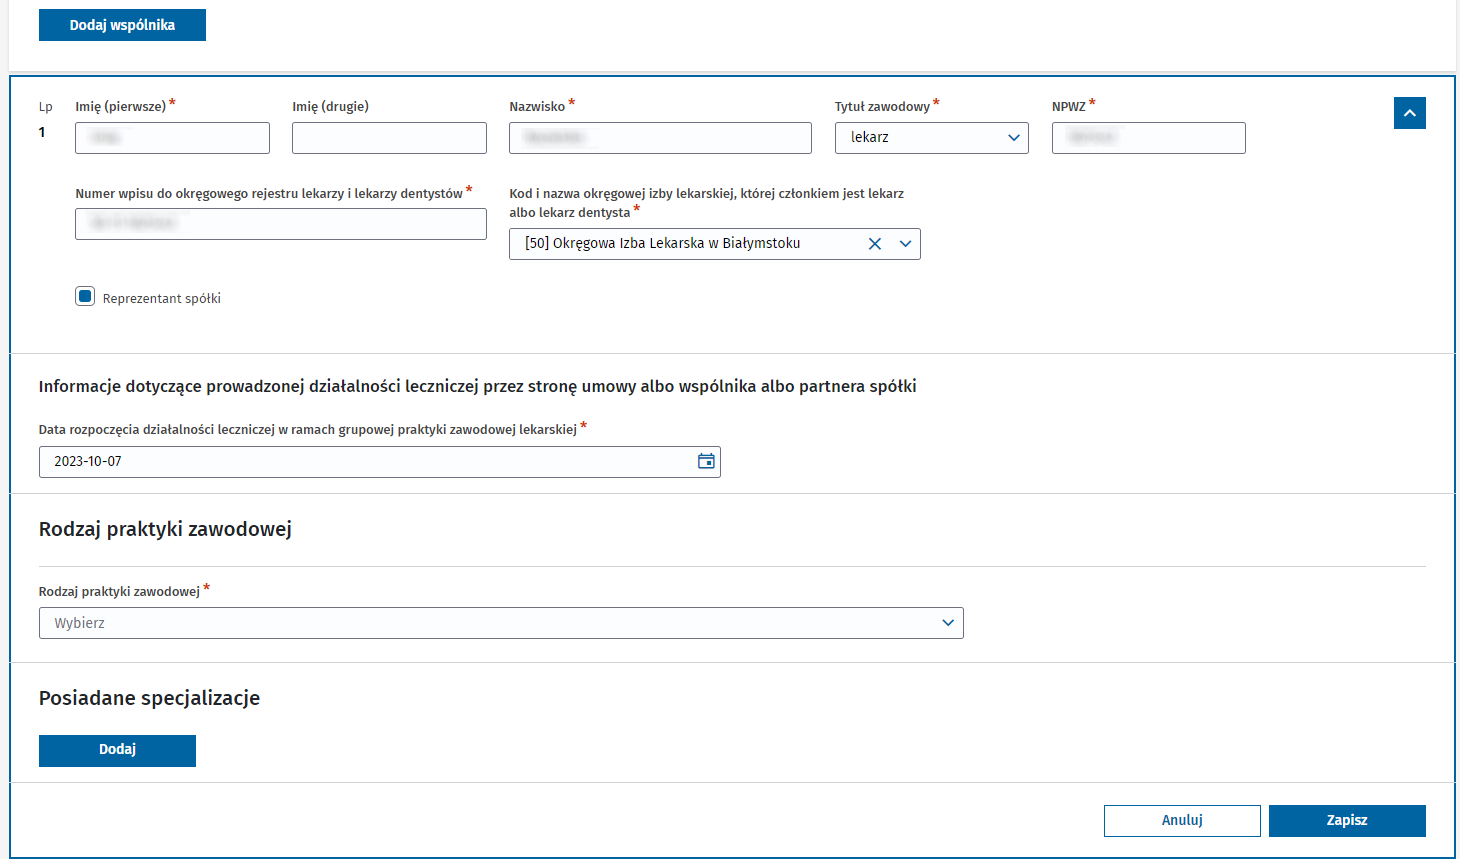 Dodaj wspólnika
Lp
Imię (pierwsze) *
Imię (drugie)
Nazwisko *
Tytuł zawodowy *
NPWZ *
1
lekarz
Numer wpisu do okręgowego rejestru lekarzy i lekarzy dentystów *
Kod i nazwa okręgowej izby lekarskiej, której członkiem jest lekarz
albo lekarz dentysta *
[50] Okręgowa Izba Lekarska w Białymstoku
Reprezentant spółki
Informacje dotyczące prowadzonej działalności leczniczej przez stronę umowy albo wspólnika albo partnera spółki
Data rozpoczęcia działalności leczniczej w ramach grupowej praktyki zawodowej lekarskiej *
2023-10-07
Rodzaj praktyki zawodowej
Rodzaj praktyki zawodowej *
Wybierz
Posiadane specjalizacje
Dodaj
Anuluj
Zapisz